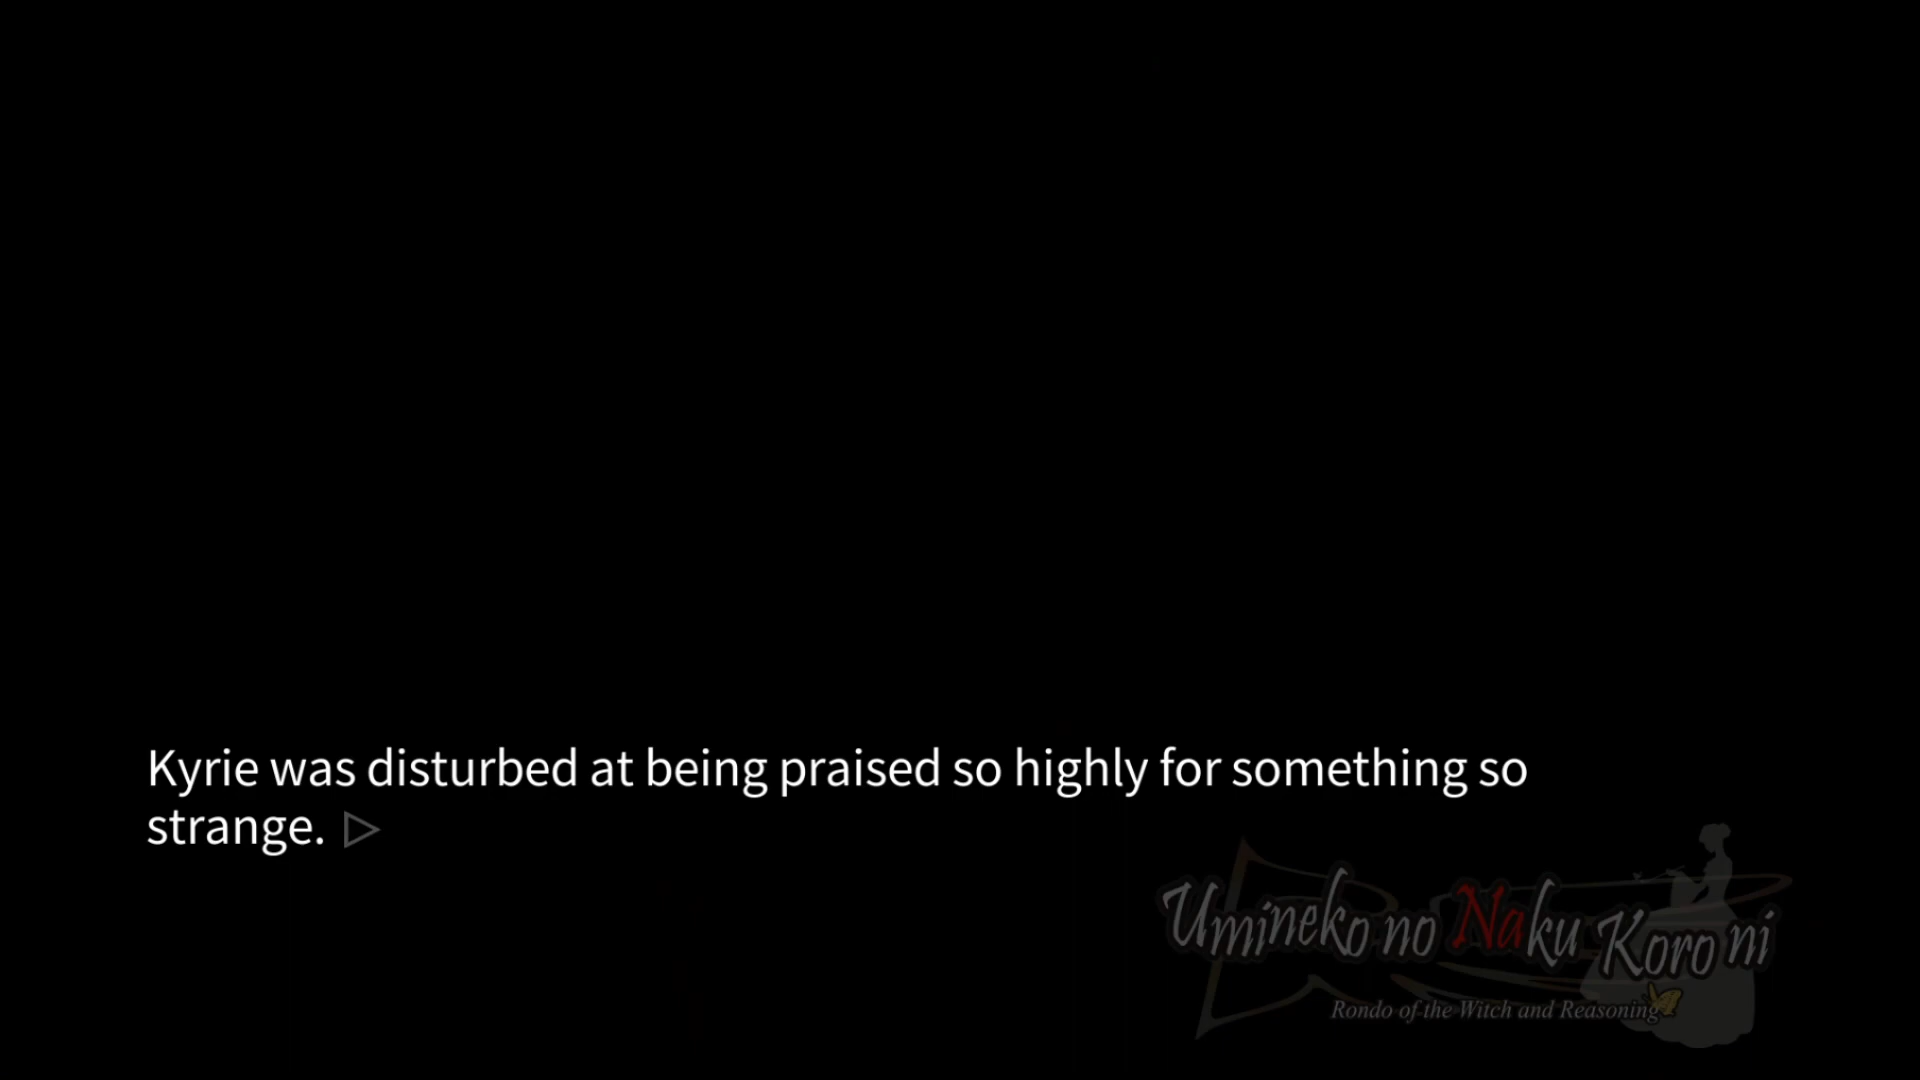 Kyrie was disturbed at being praised so highly for something so
strange.
Umineko no Naku Koro ni
Rondo of the Witch and Reasoning